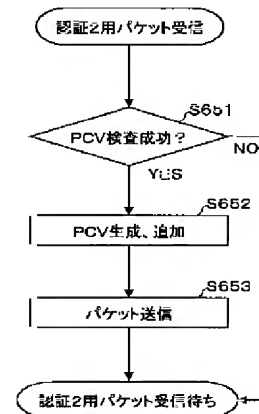 認証2用パケット受信
S651
PCV検査成功？
NO
YES
S652
PCV生成、追加
S653
パケット送信
認証2用パケット受信待ち